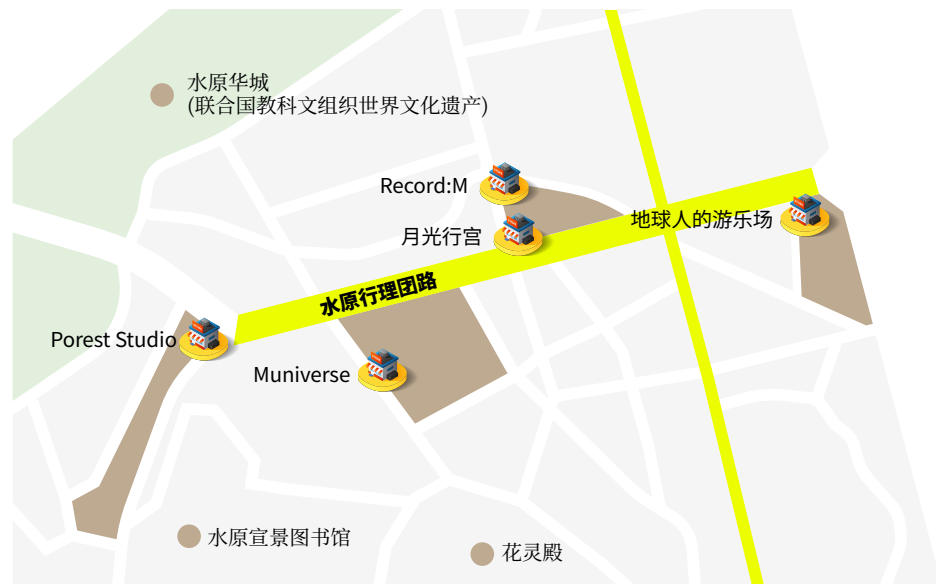 水原华城
(联合国教科文组织世界文化遗产)
Record:M
月光行宫
地球人的游乐场
水原行理团路
Porest Studio
Muniverse
水原宣景图书馆
花灵殿